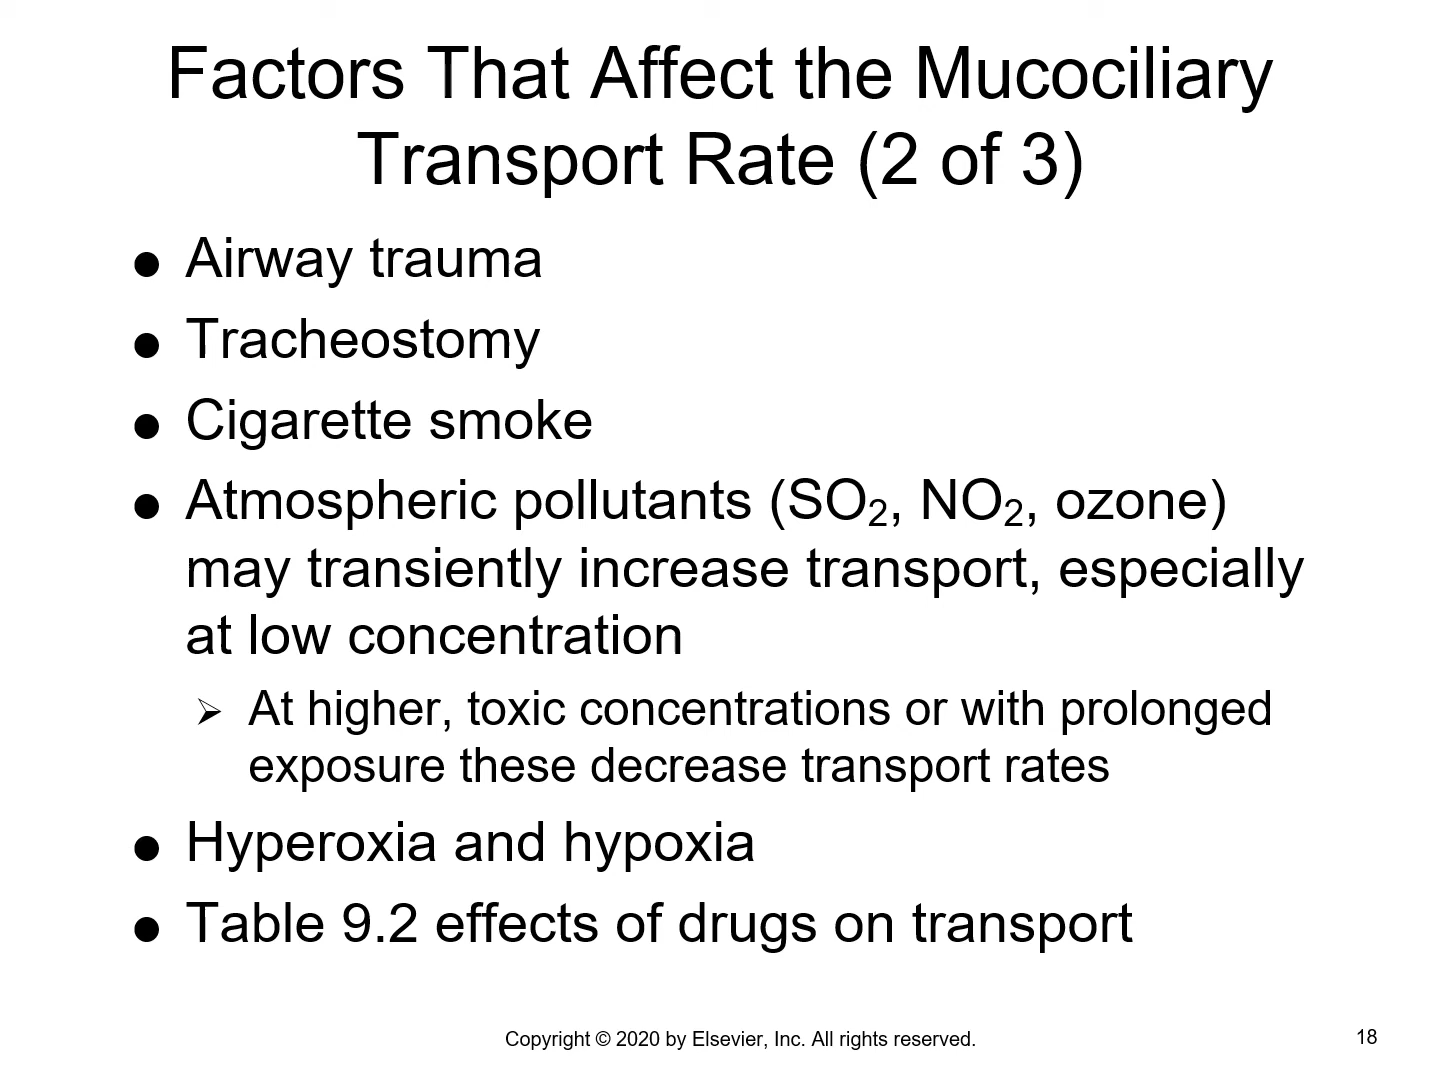 Factors That Affect the Mucociliary
Transport Rate (2 of 3)
● Airway trauma
● Tracheostomy
● Cigarette smoke
● Atmospheric pollutants (SO₂, NO₂, ozone)
may transiently increase transport, especially
at low concentration
➢ At higher, toxic concentrations or with prolonged
exposure these decrease transport rates
● Hyperoxia and hypoxia
● Table 9.2 effects of drugs on transport
Copyright © 2020 by Elsevier, Inc. All rights reserved.
18